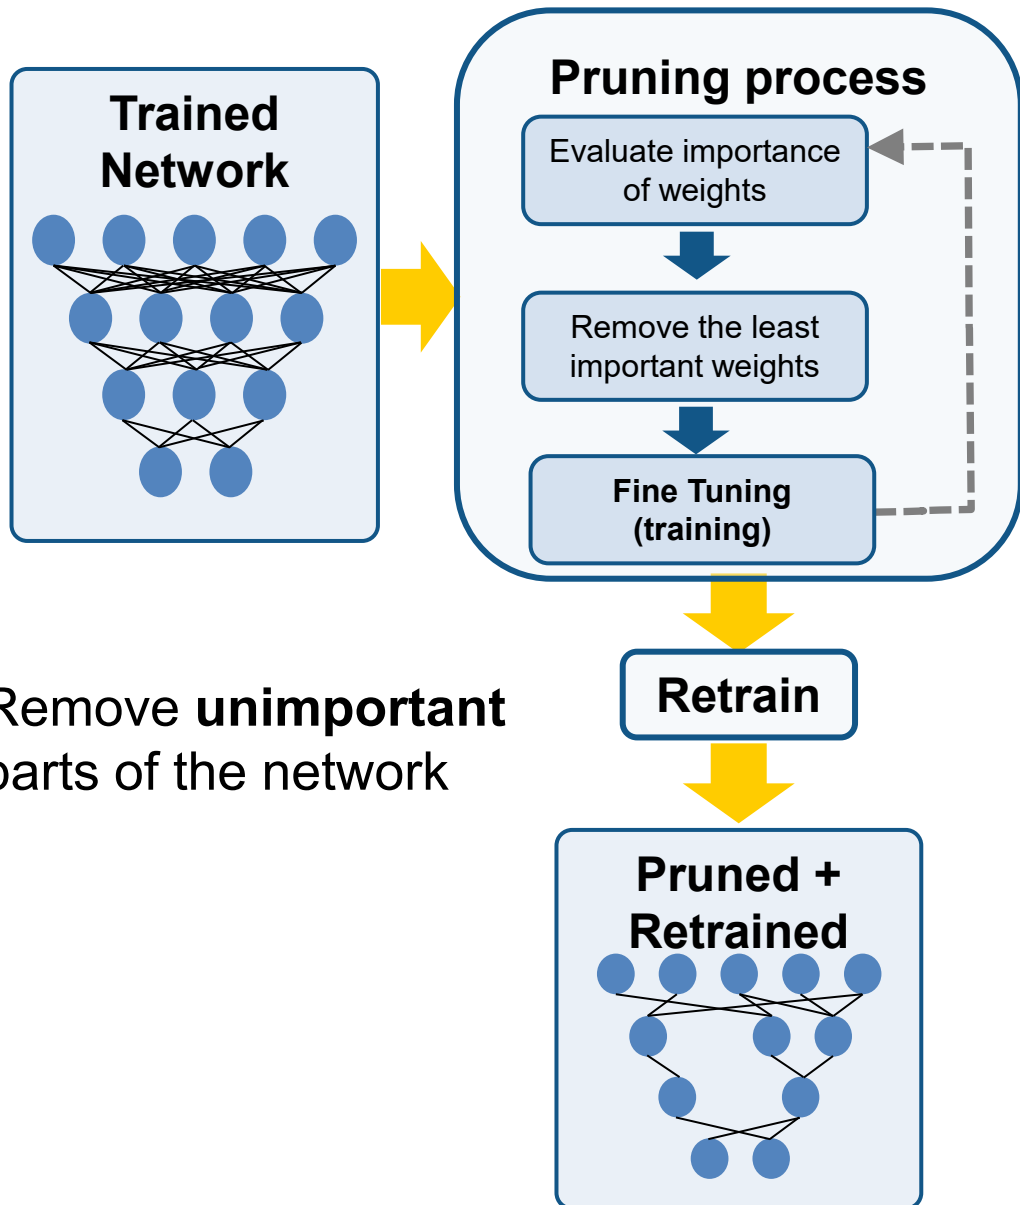 Trained
Network
Pruning process
Evaluate importance
of weights
Remove the least
important weights
Fine Tuning
(training)
Retrain
Remove unimportant
parts of the network
Pruned +
Retrained